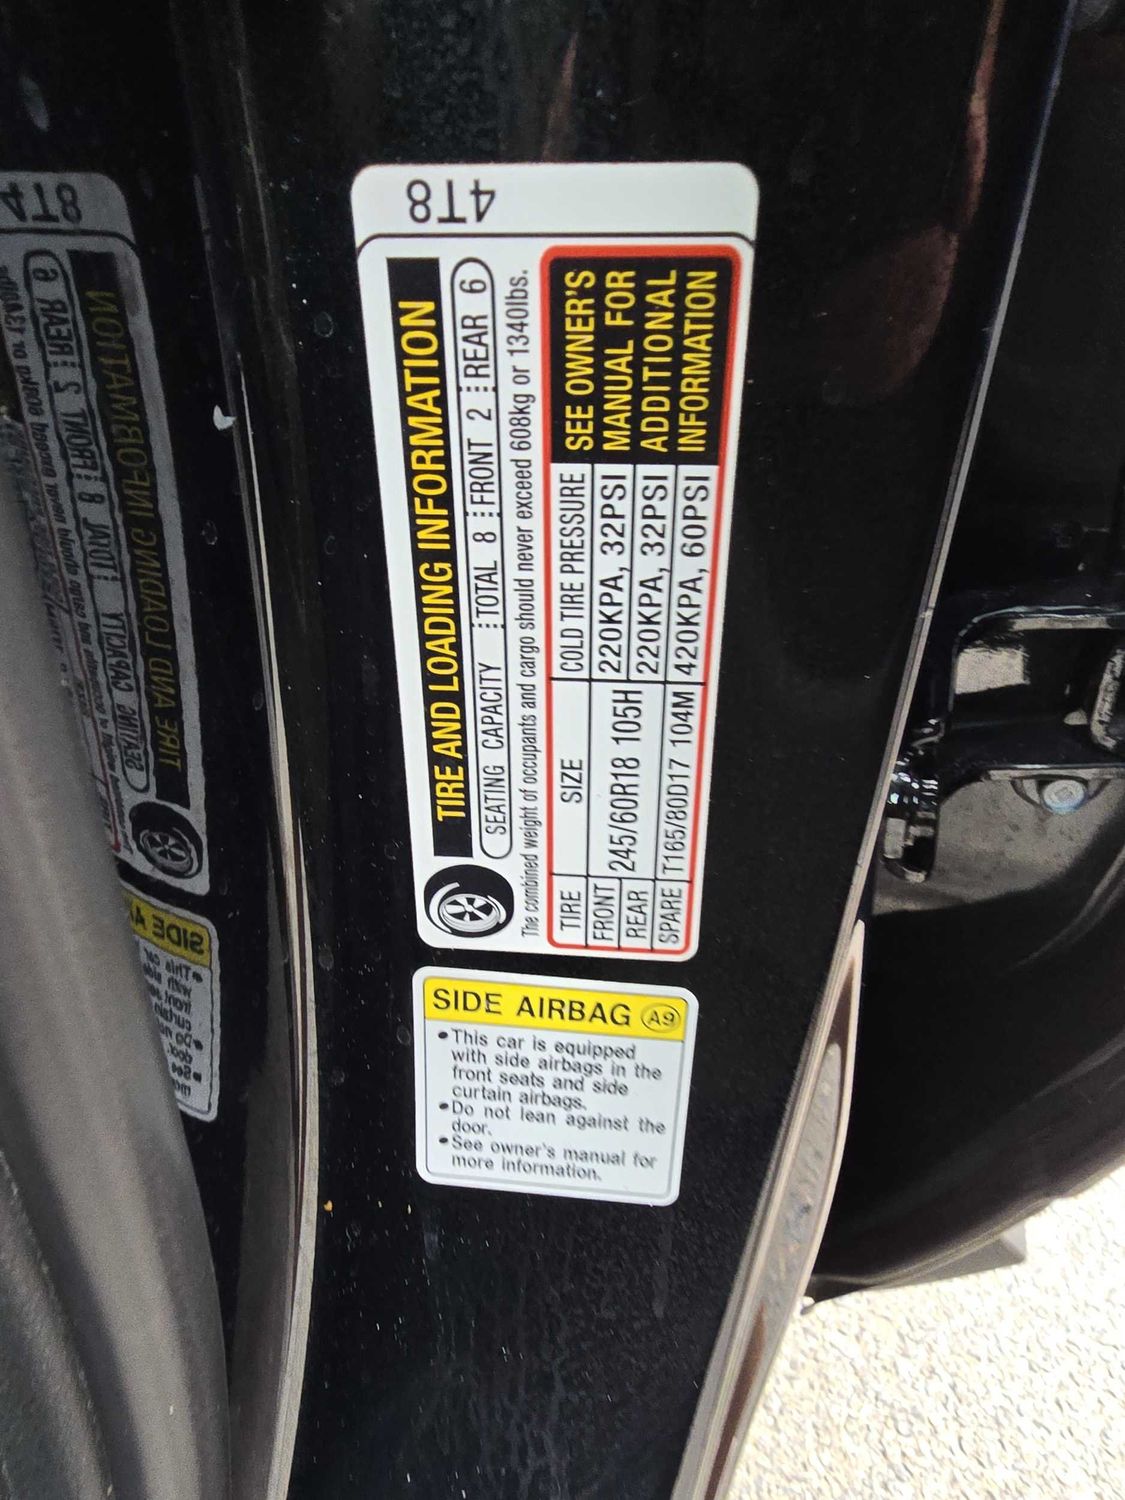 4T8
TIRE AND LOADING INFORMATION
SEATING CAPACITY TOTAL 8 FRONT 2 REAR 6
The combined weight of occupants and cargo should never exceed 608kg or 1340lbs.
TIRE SIZE COLD TIRE PRESSURE
FRONT 245/60R18 105H 220KPA, 32PSI
REAR 220KPA, 32PSI
SPARE T165/80D17 104M 420KPA, 60PSI
SEE OWNER'S
MANUAL FOR
ADDITIONAL
INFORMATION
SIDE AIRBAG A9
•This car is equipped
with side airbags in the
front seats and side
curtain airbags.
•Do not lean against the
door.
•See owner's manual for
more information.